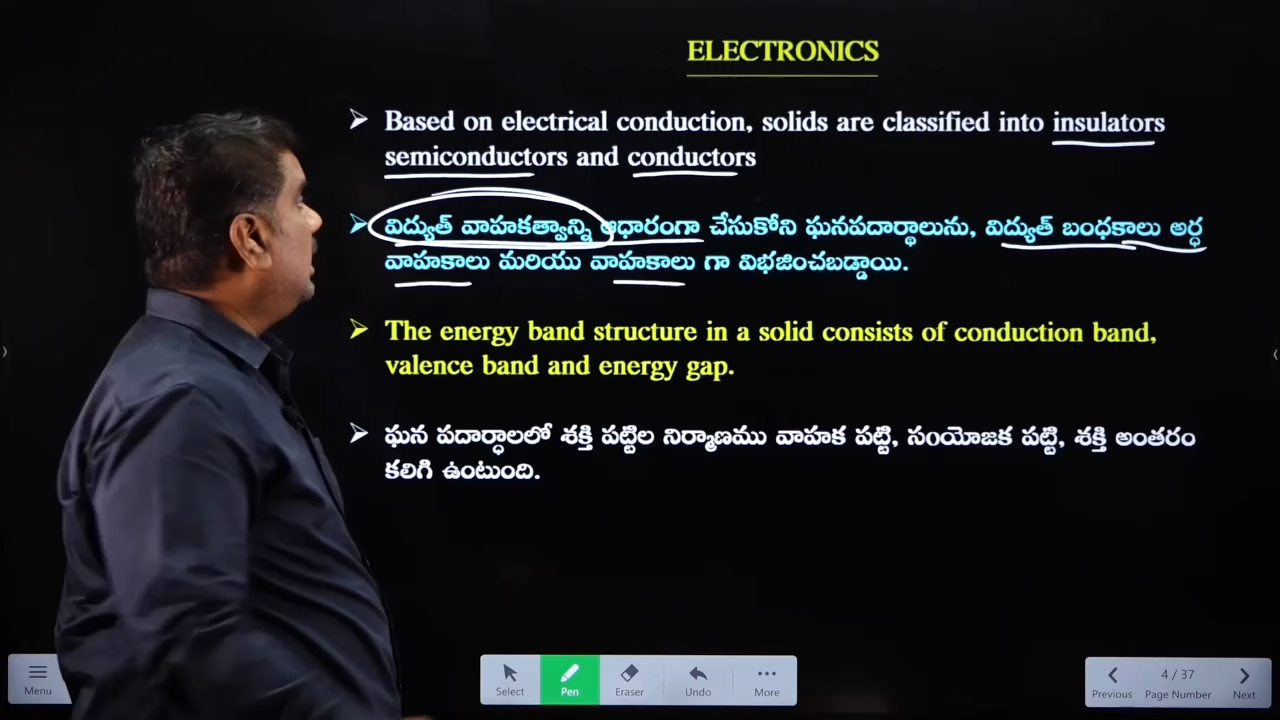 ELECTRONICS
Based on electrical conduction, solids are classified into insulators
semiconductors and conductors
విద్యుత్ వాహకత్వాన్ని ఆధారంగా చేసుకోని ఘనపదార్థాలును, విద్యుత్ బంధకాలు అర్ధ
వాహకాలు మరియు వాహకాలు గా విభజించబడ్డాయి.
The energy band structure in a solid consists of conduction band,
valence band and energy gap.
ఘన పదార్ధాలలో శక్తి పట్టిల నిర్మాణము వాహక పట్టి, సంయోజక పట్టి, శక్తి అంతరం
కలిగి ఉంటుంది.
Menu
Select
Pen
Eraser
Undo
More
4 / 37
Previous
Page Number
Next